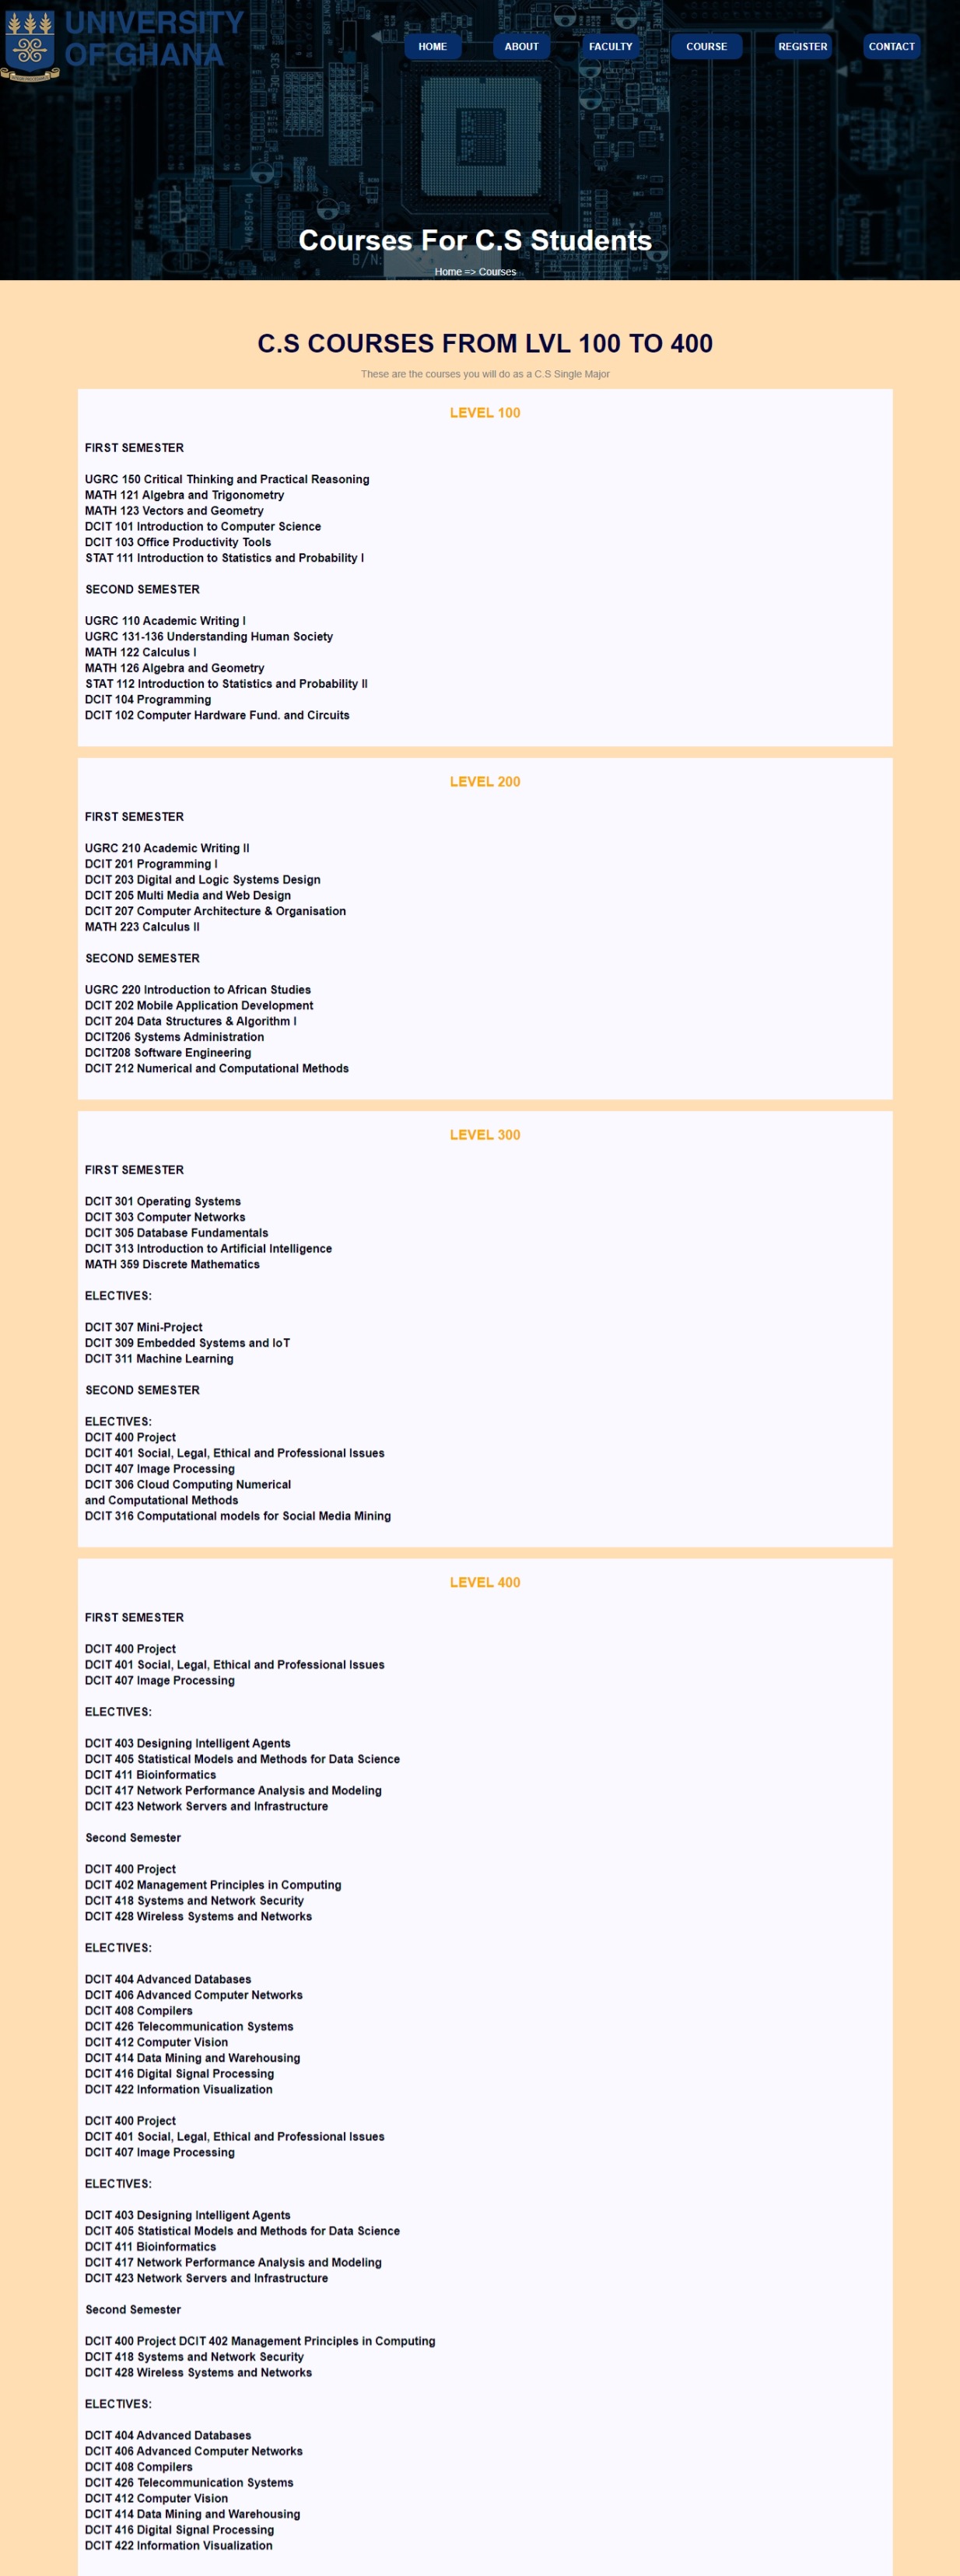 UNIVERSITY
OF GHANA
HOME
ABOUT
FACULTY
COURSE
REGISTER
CONTACT
Courses For C.S Students
B/N:
Home => Courses
C.S COURSES FROM LVL 100 TO 400
These are the courses you will do as a C.S Single Major
LEVEL 100
FIRST SEMESTER
UGRC 150 Critical Thinking and Practical Reasoning
MATH 121 Algebra and Trigonometry
MATH 123 Vectors and Geometry
DCIT 101 Introduction to Computer Science
DCIT 103 Office Productivity Tools
STAT 111 Introduction to Statistics and Probability I
SECOND SEMESTER
UGRC 110 Academic Writing I
UGRC 131-136 Understanding Human Society
MATH 122 Calculus I
MATH 126 Algebra and Geometry
STAT 112 Introduction to Statistics and Probability II
DCIT 104 Programming
DCIT 102 Computer Hardware Fund. and Circuits
LEVEL 200
FIRST SEMESTER
UGRC 210 Academic Writing II
DCIT 201 Programming I
DCIT 203 Digital and Logic Systems Design
DCIT 205 Multi Media and Web Design
DCIT 207 Computer Architecture & Organisation
MATH 223 Calculus II
SECOND SEMESTER
UGRC 220 Introduction to African Studies
DCIT 202 Mobile Application Development
DCIT 204 Data Structures & Algorithm I
DCIT206 Systems Administration
DCIT208 Software Engineering
DCIT 212 Numerical and Computational Methods
LEVEL 300
FIRST SEMESTER
DCIT 301 Operating Systems
DCIT 303 Computer Networks
DCIT 305 Database Fundamentals
DCIT 313 Introduction to Artificial Intelligence
MATH 359 Discrete Mathematics
ELECTIVES:
DCIT 307 Mini-Project
DCIT 309 Embedded Systems and IoT
DCIT 311 Machine Learning
SECOND SEMESTER
ELECTIVES:
DCIT 400 Project
DCIT 401 Social, Legal, Ethical and Professional Issues
DCIT 407 Image Processing
DCIT 306 Cloud Computing Numerical
and Computational Methods
DCIT 316 Computational models for Social Media Mining
LEVEL 400
FIRST SEMESTER
DCIT 400 Project
DCIT 401 Social, Legal, Ethical and Professional Issues
DCIT 407 Image Processing
ELECTIVES:
DCIT 403 Designing Intelligent Agents
DCIT 405 Statistical Models and Methods for Data Science
DCIT 411 Bioinformatics
DCIT 417 Network Performance Analysis and Modeling
DCIT 423 Network Servers and Infrastructure
Second Semester
DCIT 400 Project
DCIT 402 Management Principles in Computing
DCIT 418 Systems and Network Security
DCIT 428 Wireless Systems and Networks
ELECTIVES:
DCIT 404 Advanced Databases
DCIT 406 Advanced Computer Networks
DCIT 408 Compilers
DCIT 426 Telecommunication Systems
DCIT 412 Computer Vision
DCIT 414 Data Mining and Warehousing
DCIT 416 Digital Signal Processing
DCIT 422 Information Visualization
DCIT 400 Project
DCIT 401 Social, Legal, Ethical and Professional Issues
DCIT 407 Image Processing
ELECTIVES:
DCIT 403 Designing Intelligent Agents
DCIT 405 Statistical Models and Methods for Data Science
DCIT 411 Bioinformatics
DCIT 417 Network Performance Analysis and Modeling
DCIT 423 Network Servers and Infrastructure
Second Semester
DCIT 400 Project DCIT 402 Management Principles in Computing
DCIT 418 Systems and Network Security
DCIT 428 Wireless Systems and Networks
ELECTIVES:
DCIT 404 Advanced Databases
DCIT 406 Advanced Computer Networks
DCIT 408 Compilers
DCIT 426 Telecommunication Systems
DCIT 412 Computer Vision
DCIT 414 Data Mining and Warehousing
DCIT 416 Digital Signal Processing
DCIT 422 Information Visualization